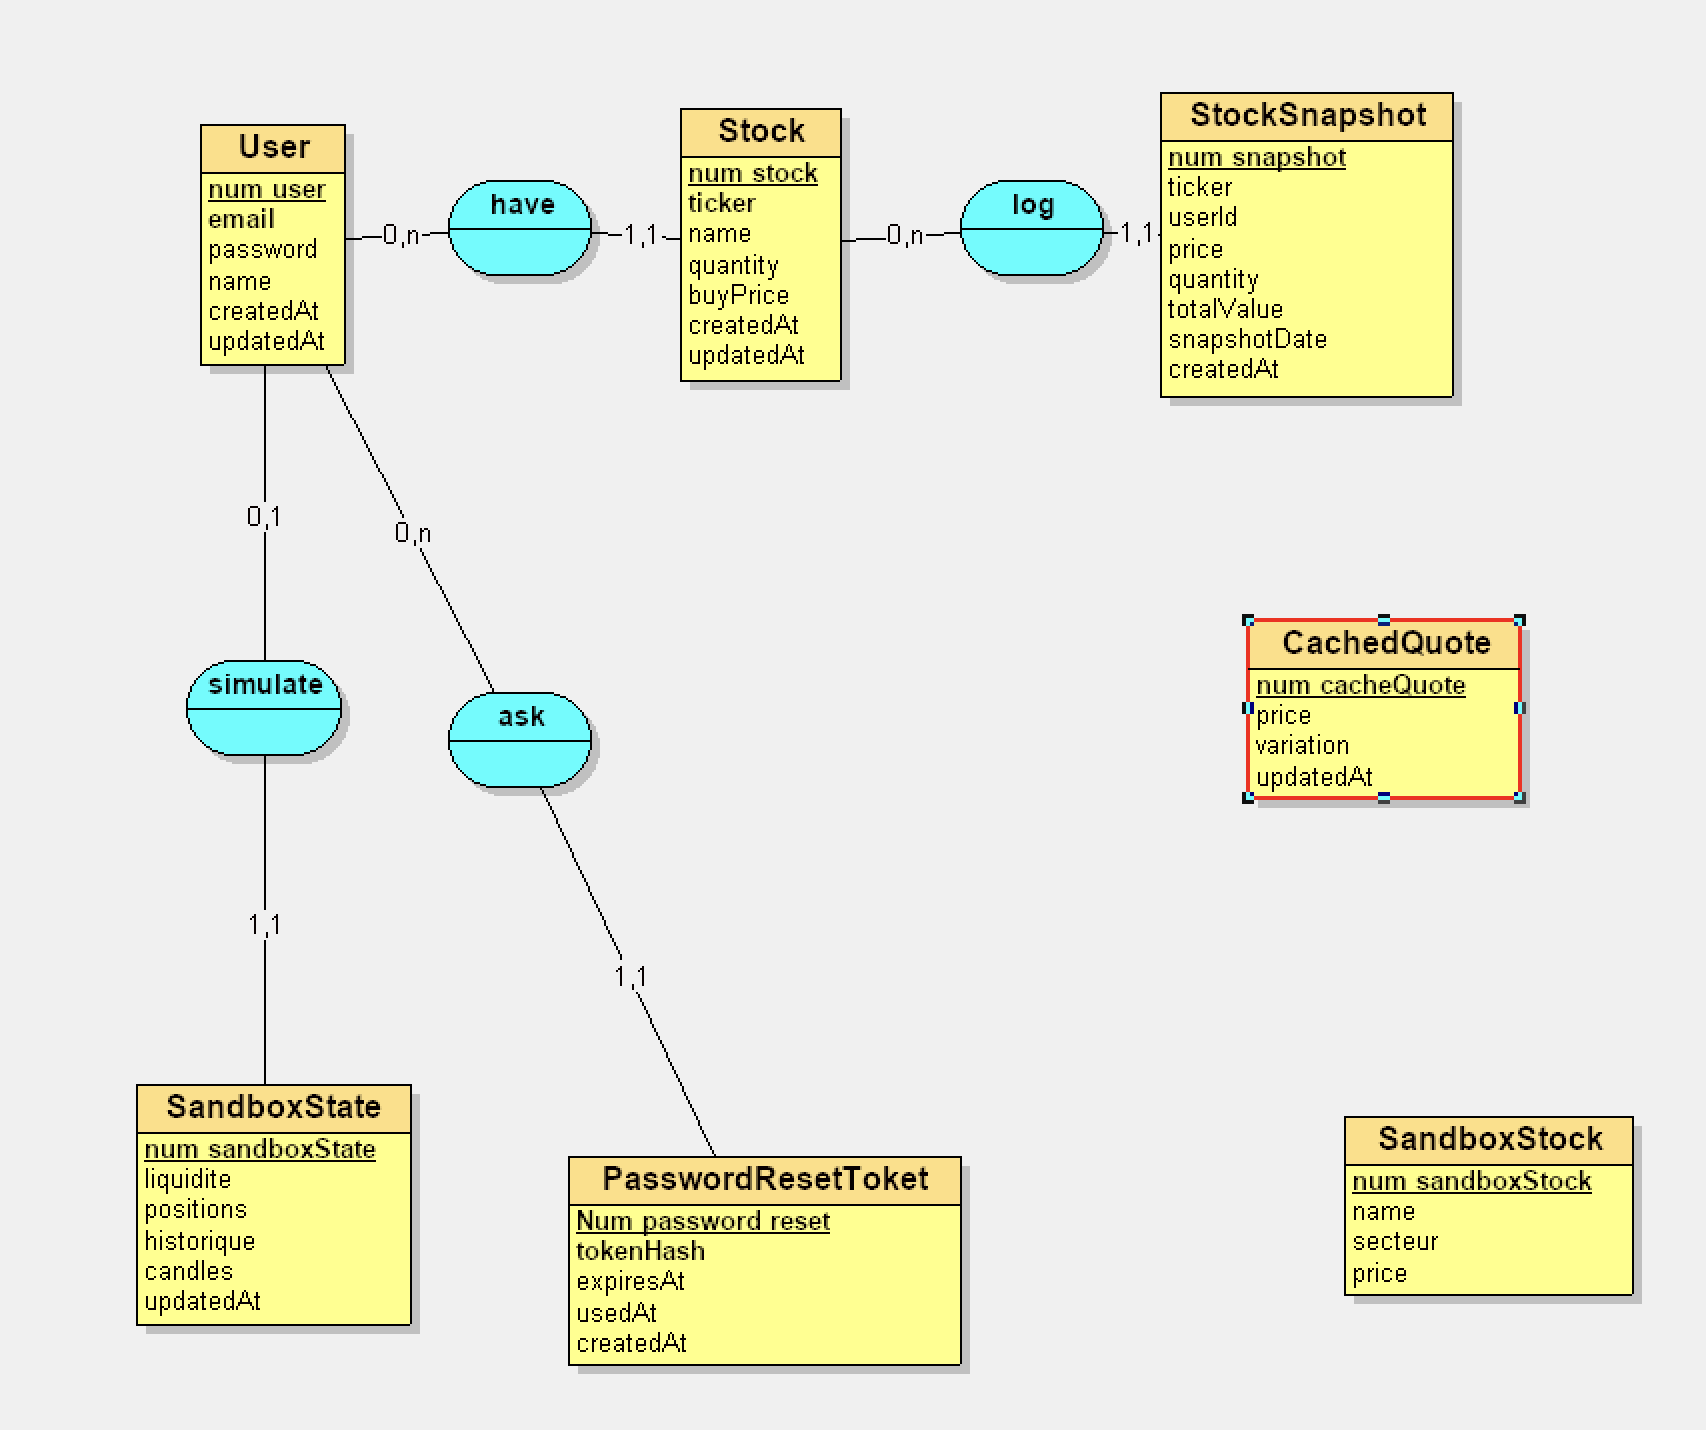 User
num user
email
password
name
createdAt
updatedAt
0,n
have
1,1
Stock
num stock
ticker
name
quantity
buyPrice
createdAt
updatedAt
0,n
log
1,1
StockSnapshot
num snapshot
ticker
userId
price
quantity
totalValue
snapshotDate
createdAt
0,1
0,n
simulate
ask
1,1
1,1
CachedQuote
num cacheQuote
price
variation
updatedAt
SandboxState
num sandboxState
liquidite
positions
historique
candles
updatedAt
PasswordResetToket
Num password reset
tokenHash
expiresAt
usedAt
createdAt
SandboxStock
num sandboxStock
name
secteur
price